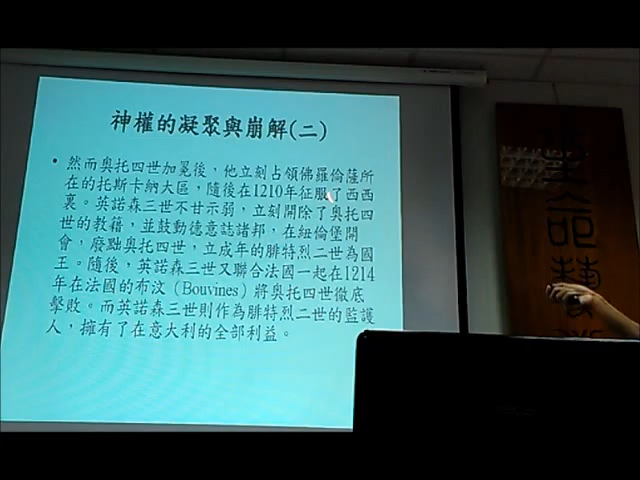 神權的凝聚與崩解(二)
• 然而奧托四世加冕後，他立刻占領佛羅倫薩所
在的托斯卡納大區，隨後在1210年征服了西西
裏。英諾森三世不甘示弱，立刻開除了奧托四
世的教籍，並鼓動德意誌諸邦，在紐倫堡開
會，廢黜奧托四世，立成年的腓特烈二世為國
王。隨後，英諾森三世又聯合法國一起在1214
年在法國的布汶（Bouvines）將奧托四世徹底
擊敗。而英諾森三世則作為腓特烈二世的監護
人，擁有了在意大利的全部利益。